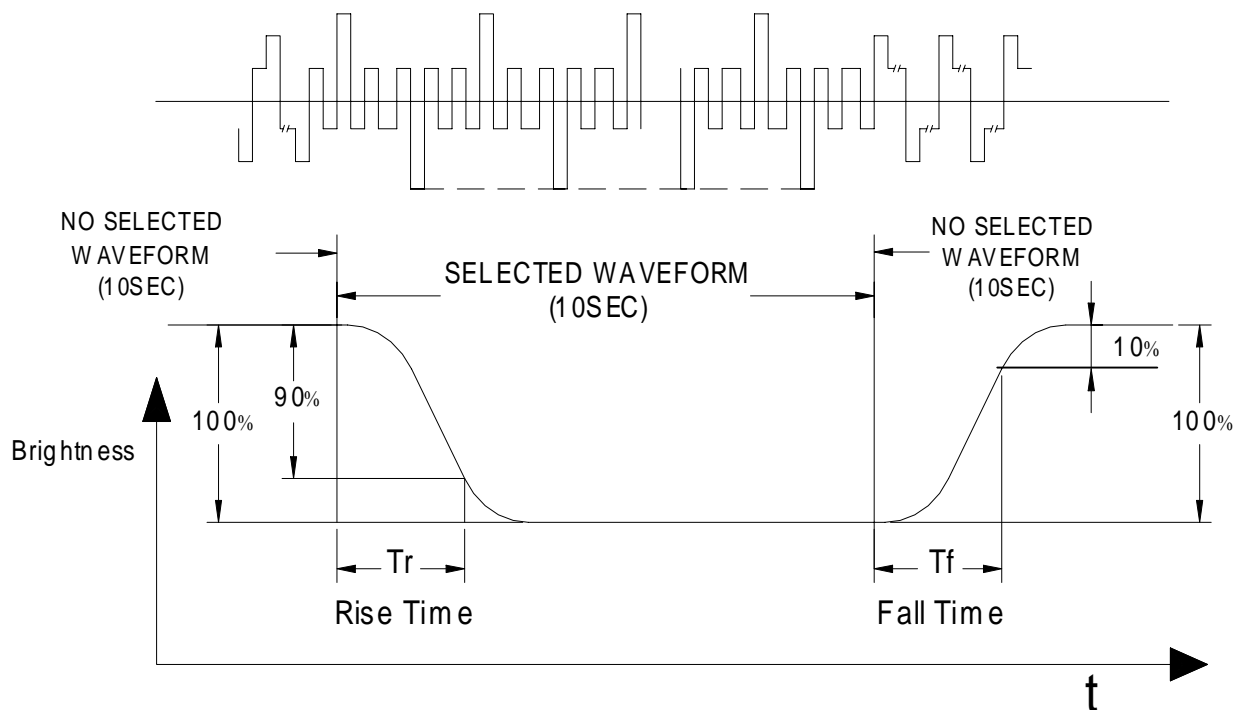 NO SELECTED
WAVEFORM
(10SEC)
SELECTED WAVEFORM
(10SEC)
NO SELECTED
WAVEFORM
(10SEC)
100%
90%
10%
100%
Brightness
Tr
Tf
Rise Time
Fall Time
t